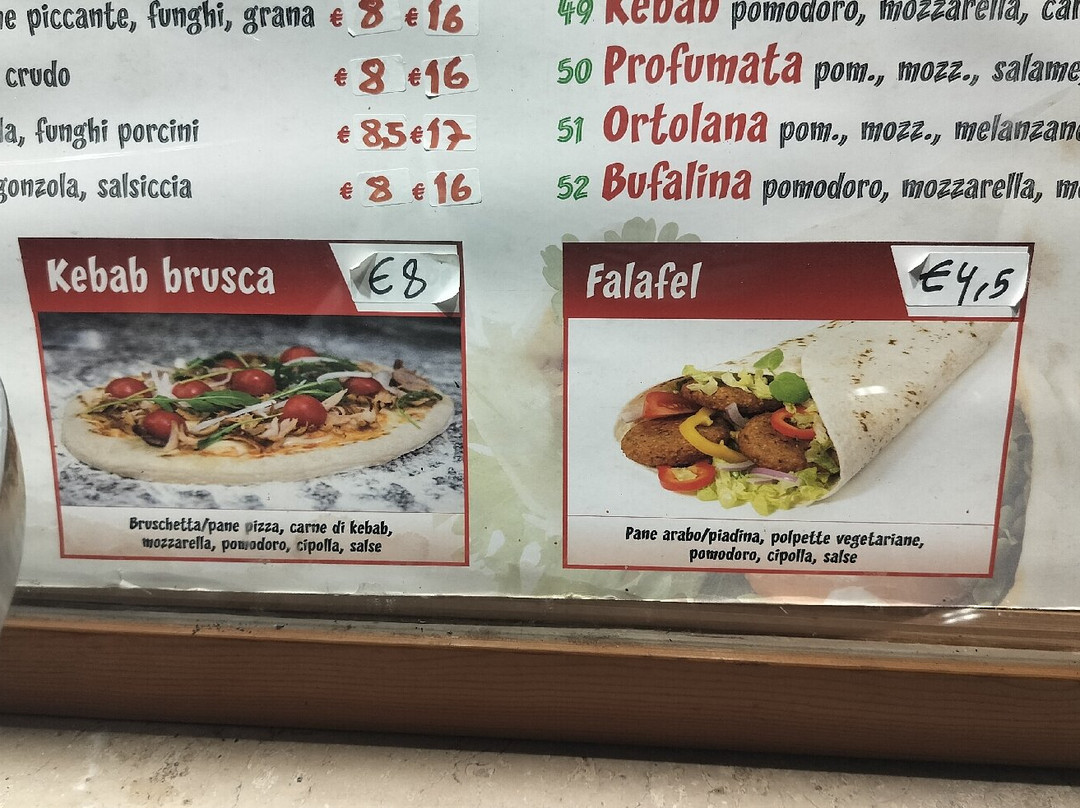 piccante, funghi, grana € 8 € 16
crudo € 8 € 16
funghi porcini € 8,5 € 17
salsiccia € 8 € 16
49 Kebab pomodoro, mozzarella,
50 Profumata pom., mozz., salame
51 Ortolana pom., mozz.,
52 Bufalina pomodoro, mozzarella,
Kebab brusca €8
Bruschetta/pane pizza, carne di kebab,
mozzarella, pomodoro, cipolla, salse
Falafel €4,5
Pane arabo/piadina, polpette vegetariane,
pomodoro, cipolla, salse